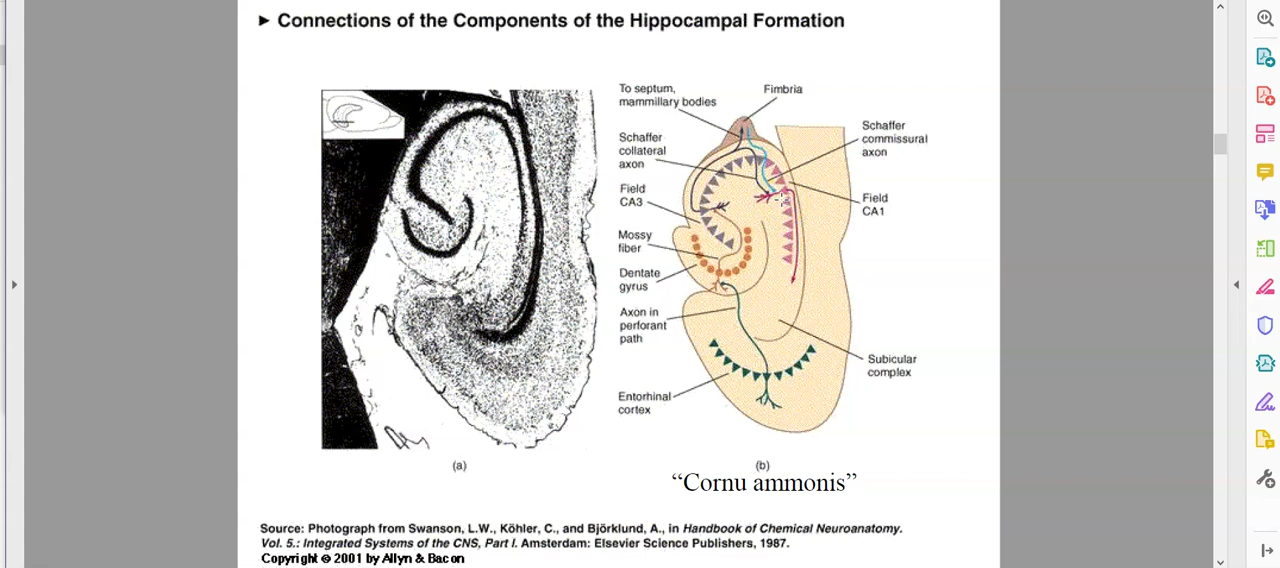 ► Connections of the Components of the Hippocampal Formation
To septum,
mammillary bodies
Fimbria
Schaffer
collateral
axon
Schaffer
commissural
axon
Field
CA3
Field
CA1
Mossy
fiber
Dentate
gyrus
Axon in
perforant
path
Subicular
complex
Entorhinal
cortex
(a)
(b)
“Cornu ammonis”
Source: Photograph from Swanson, L.W., Köhler, C., and Björklund, A., in Handbook of Chemical Neuroanatomy.
Vol. 5.: Integrated Systems of the CNS, Part I. Amsterdam: Elsevier Science Publishers, 1987.
Copyright © 2001 by Allyn & Bacon